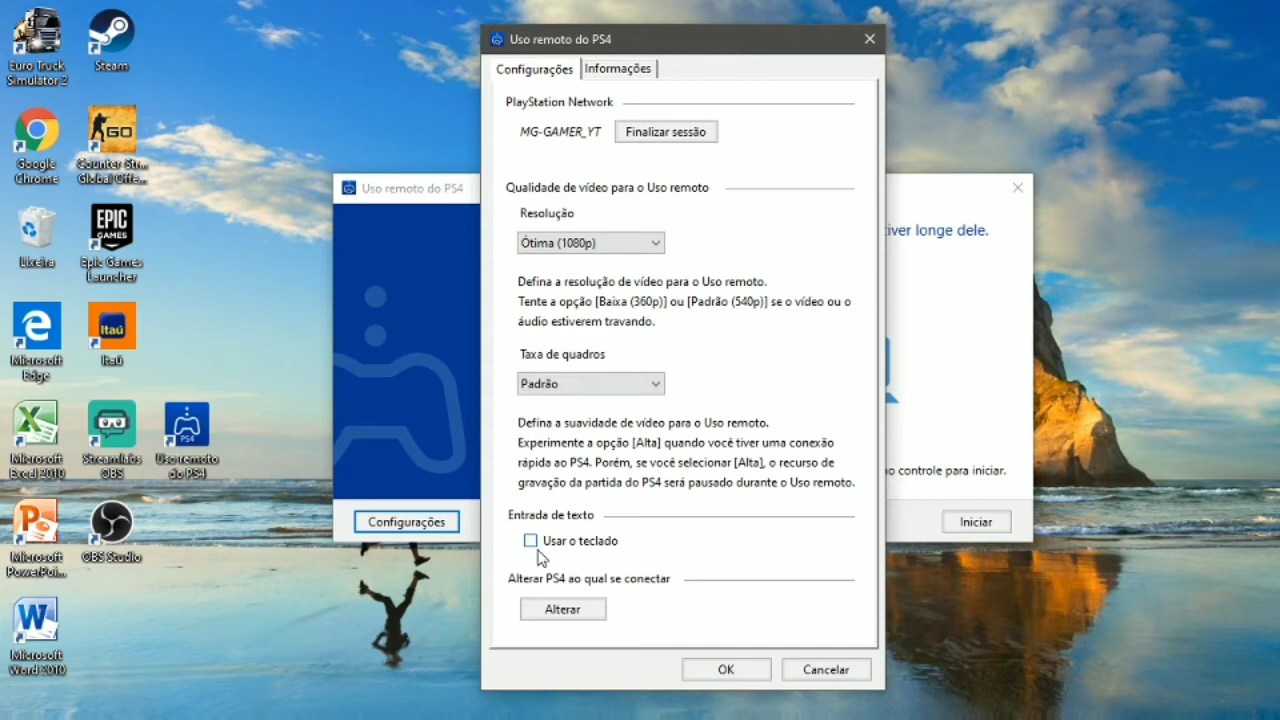 Euro Truck
Simulator 2
Steam
Google
Chrome
GO
Counter Str...
Global Offe...
Lixeira
EPIC
GAMES
Epic Games
Launcher
Microsoft
Edge
Itaú
Itaú
Microsoft
Excel 2010
Streamlabs
OBS
PS4
Uso remoto
do PS4
Microsoft
PowerPoi...
OBS Studio
Microsoft
Word 2010
Uso remoto do PS4
Configurações
iver longe dele.
o controle para iniciar.
Iniciar
Uso remoto do PS4
Configurações
Informações
PlayStation Network
MG-GAMER_YT
Finalizar sessão
Qualidade de vídeo para o Uso remoto
Resolução
Ótima (1080p)
Defina a resolução de vídeo para o Uso remoto.
Tente a opção [Baixa (360p)] ou [Padrão (540p)] se o vídeo ou o
áudio estiverem travando.
Taxa de quadros
Padrão
Defina a suavidade de vídeo para o Uso remoto.
Experimente a opção [Alta] quando você tiver uma conexão
rápida ao PS4. Porém, se você selecionar [Alta], o recurso de
gravação da partida do PS4 será pausado durante o Uso remoto.
Entrada de texto
Usar o teclado
Alterar PS4 ao qual se conectar
Alterar
OK
Cancelar